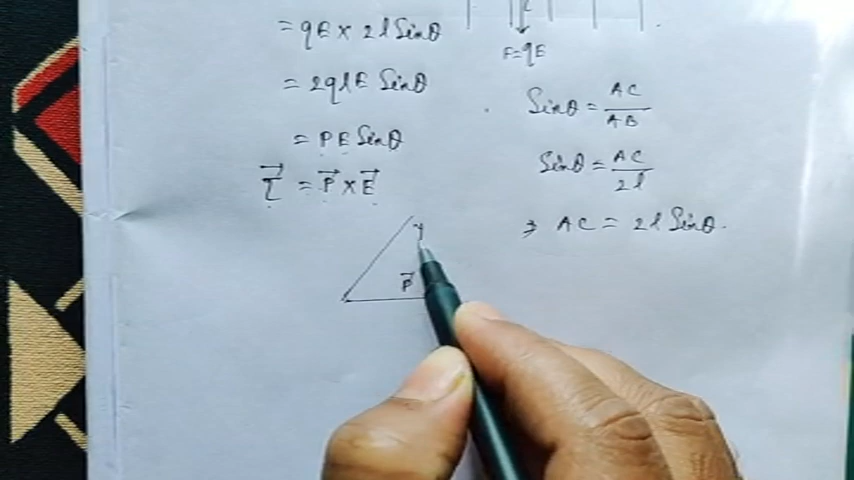 = qE × 2l Sinθ
= 2qlE Sinθ
= PE Sinθ
τ⃗ = P⃗ × E⃗
P⃗
F=qE
Sinθ = AC/AB
Sinθ = AC/2l
⇒ AC = 2l Sinθ.